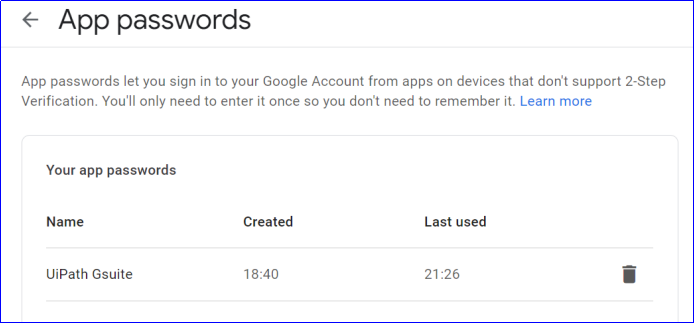 App passwords
App passwords let you sign in to your Google Account from apps on devices that don't support 2-Step
Verification. You'll only need to enter it once so you don't need to remember it. Learn more
Your app passwords
Name Created Last used
UiPath Gsuite 18:40 21:26